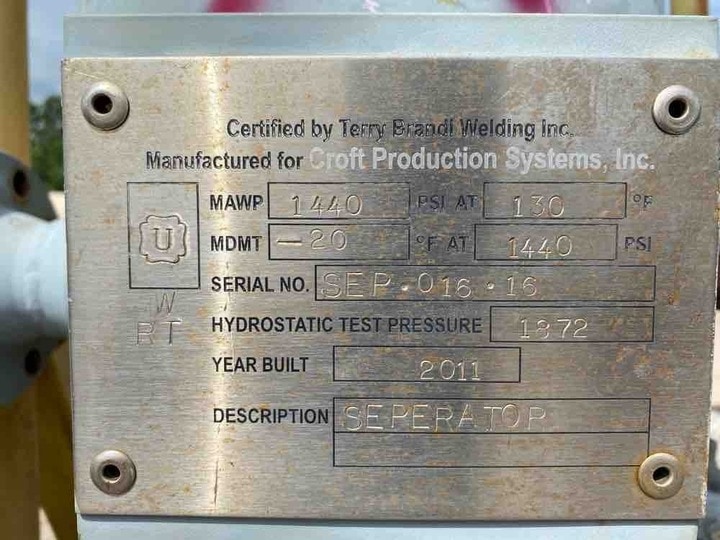 Certified by Terry Brandl Welding Inc.
Manufactured for Croft Production Systems, Inc.
MAWP 1440 PSI AT 130 °F
U
MDMT -20 °F AT 1440 PSI
SERIAL NO. SEP-016-16
W
RT
HYDROSTATIC TEST PRESSURE 1872
YEAR BUILT 2011
DESCRIPTION SEPERATOR